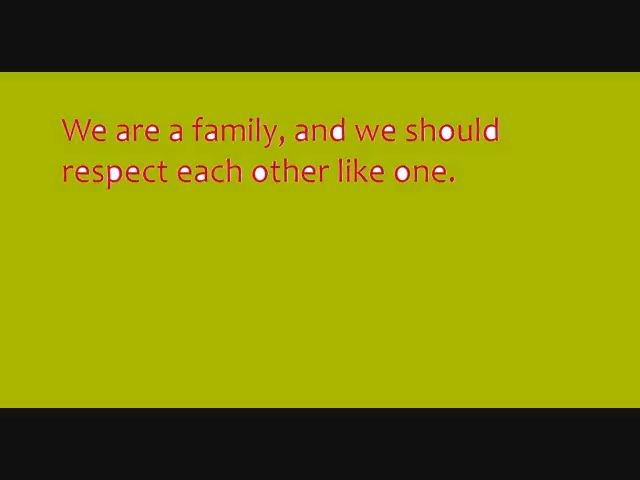 We are a family, and we should
respect each other like one.